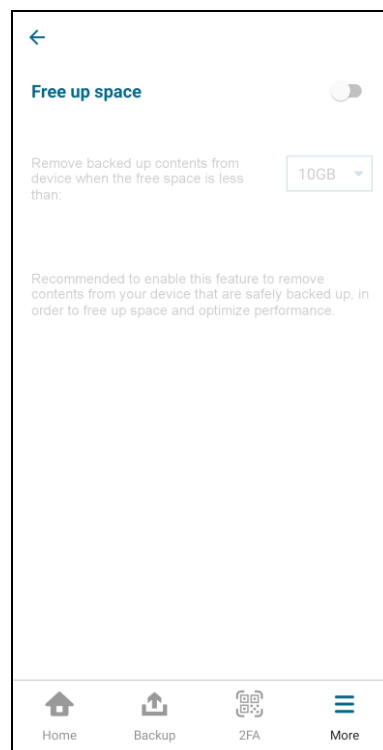 Free up space
Remove backed up contents from
device when the free space is less
than:
10GB
Recommended to enable this feature to remove
contents from your device that are safely backed up, in
order to free up space and optimize performance.
Home
Backup
2FA
More